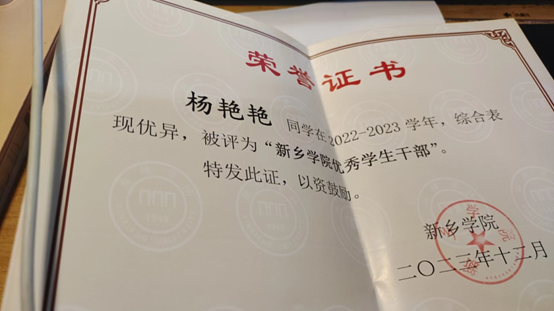 荣誉证书
杨艳艳 同学在2022-2023学年，综合表
现优异，被评为“新乡学院优秀学生干部”。
特发此证，以资鼓励。
新乡学院
二〇二三年十二月